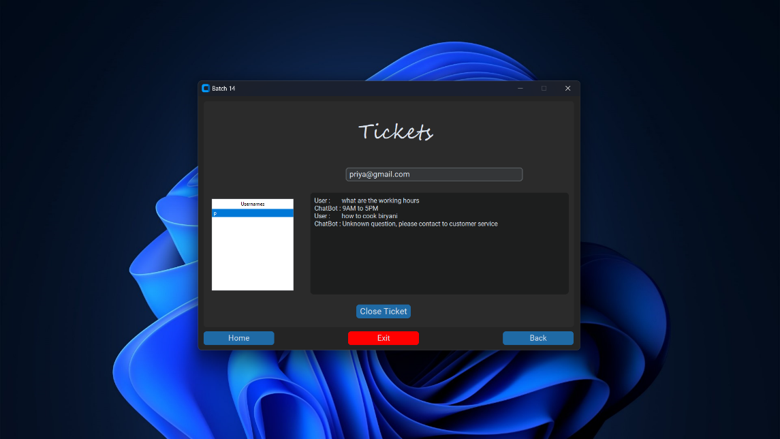 Batch 14
Tickets
priya@gmail.com
Usernames
p
User : what are the working hours
ChatBot : 9AM to 5PM
User : how to cook biryani
ChatBot : Unknown question, please contact to customer service
Close Ticket
Home
Exit
Back